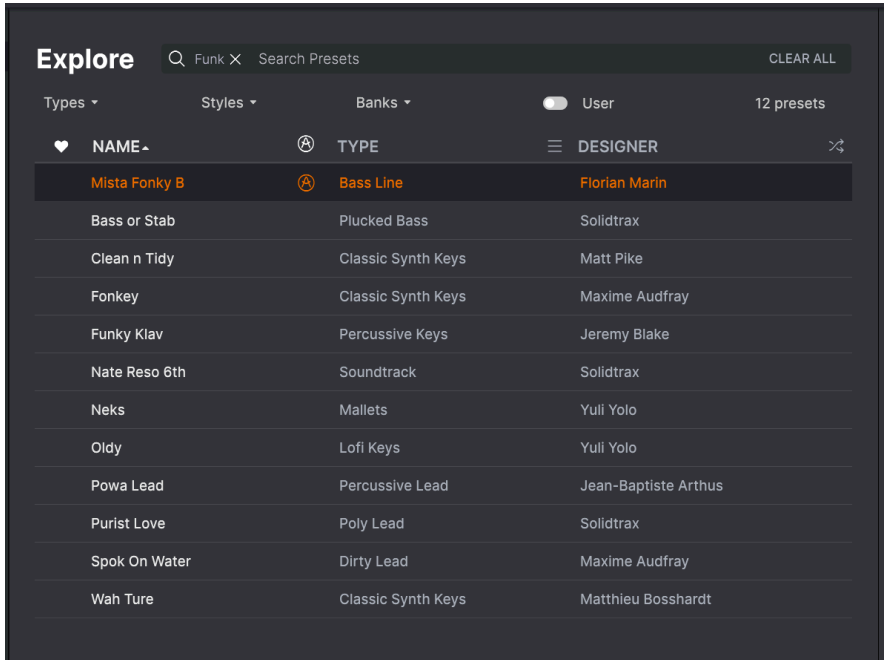 Explore Funk Search Presets CLEAR ALL
Types Styles Banks User 12 presets
NAME TYPE DESIGNER
Mista Fonky B Bass Line Florian Marin
Bass or Stab Plucked Bass Solidtrax
Clean n Tidy Classic Synth Keys Matt Pike
Fonkey Classic Synth Keys Maxime Audfray
Funky Klav Percussive Keys Jeremy Blake
Nate Reso 6th Soundtrack Solidtrax
Neks Mallets Yuli Yolo
Oldy Lofi Keys Yuli Yolo
Powa Lead Percussive Lead Jean-Baptiste Arthus
Purist Love Poly Lead Solidtrax
Spok On Water Dirty Lead Maxime Audfray
Wah Ture Classic Synth Keys Matthieu Bosshardt